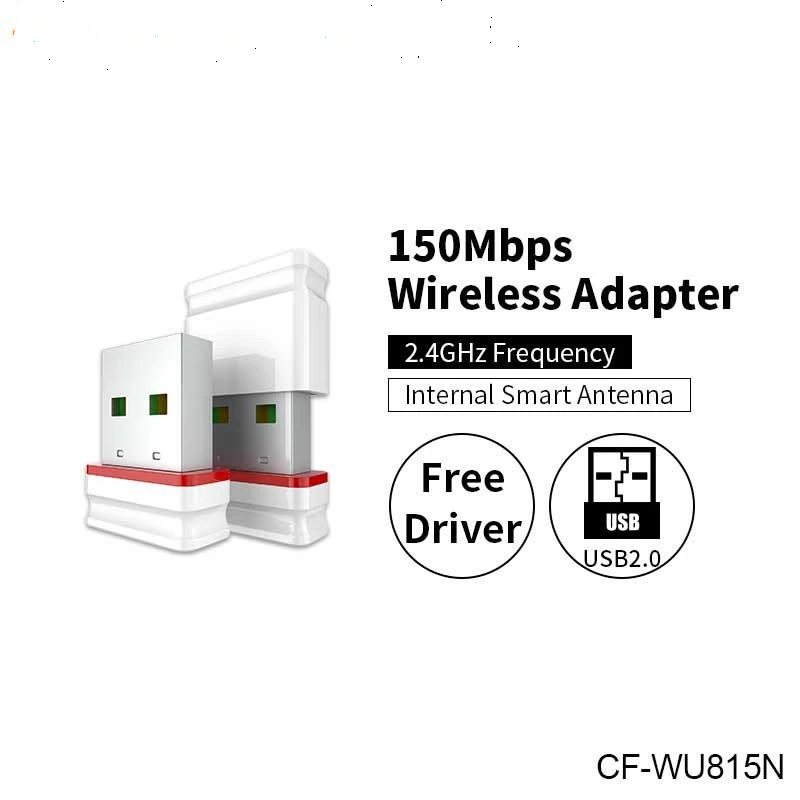 150Mbps
Wireless Adapter
2.4GHz Frequency
Internal Smart Antenna
Free
Driver
USB
USB2.0
CF-WU815N